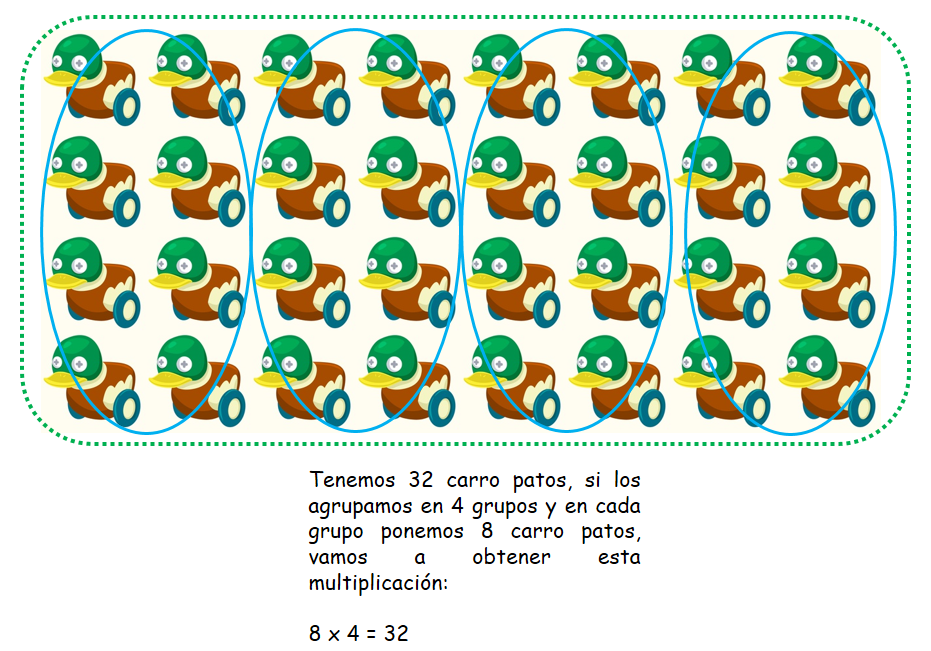 Tenemos 32 carro patos, si los
agrupamos en 4 grupos y en cada
grupo ponemos 8 carro patos,
vamos a obtener esta
multiplicación:
8 x 4 = 32